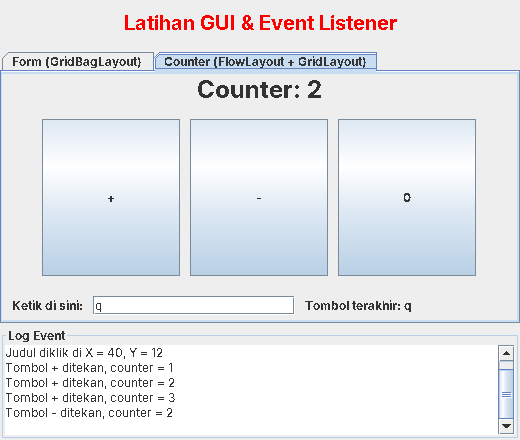 Latihan GUI & Event Listener
Form (GridBagLayout) Counter (FlowLayout + GridLayout)
Counter: 2
+ - 0
Ketik di sini: q Tombol terakhir: q
Log Event
Judul diklik di X = 40, Y = 12
Tombol + ditekan, counter = 1
Tombol + ditekan, counter = 2
Tombol + ditekan, counter = 3
Tombol - ditekan, counter = 2